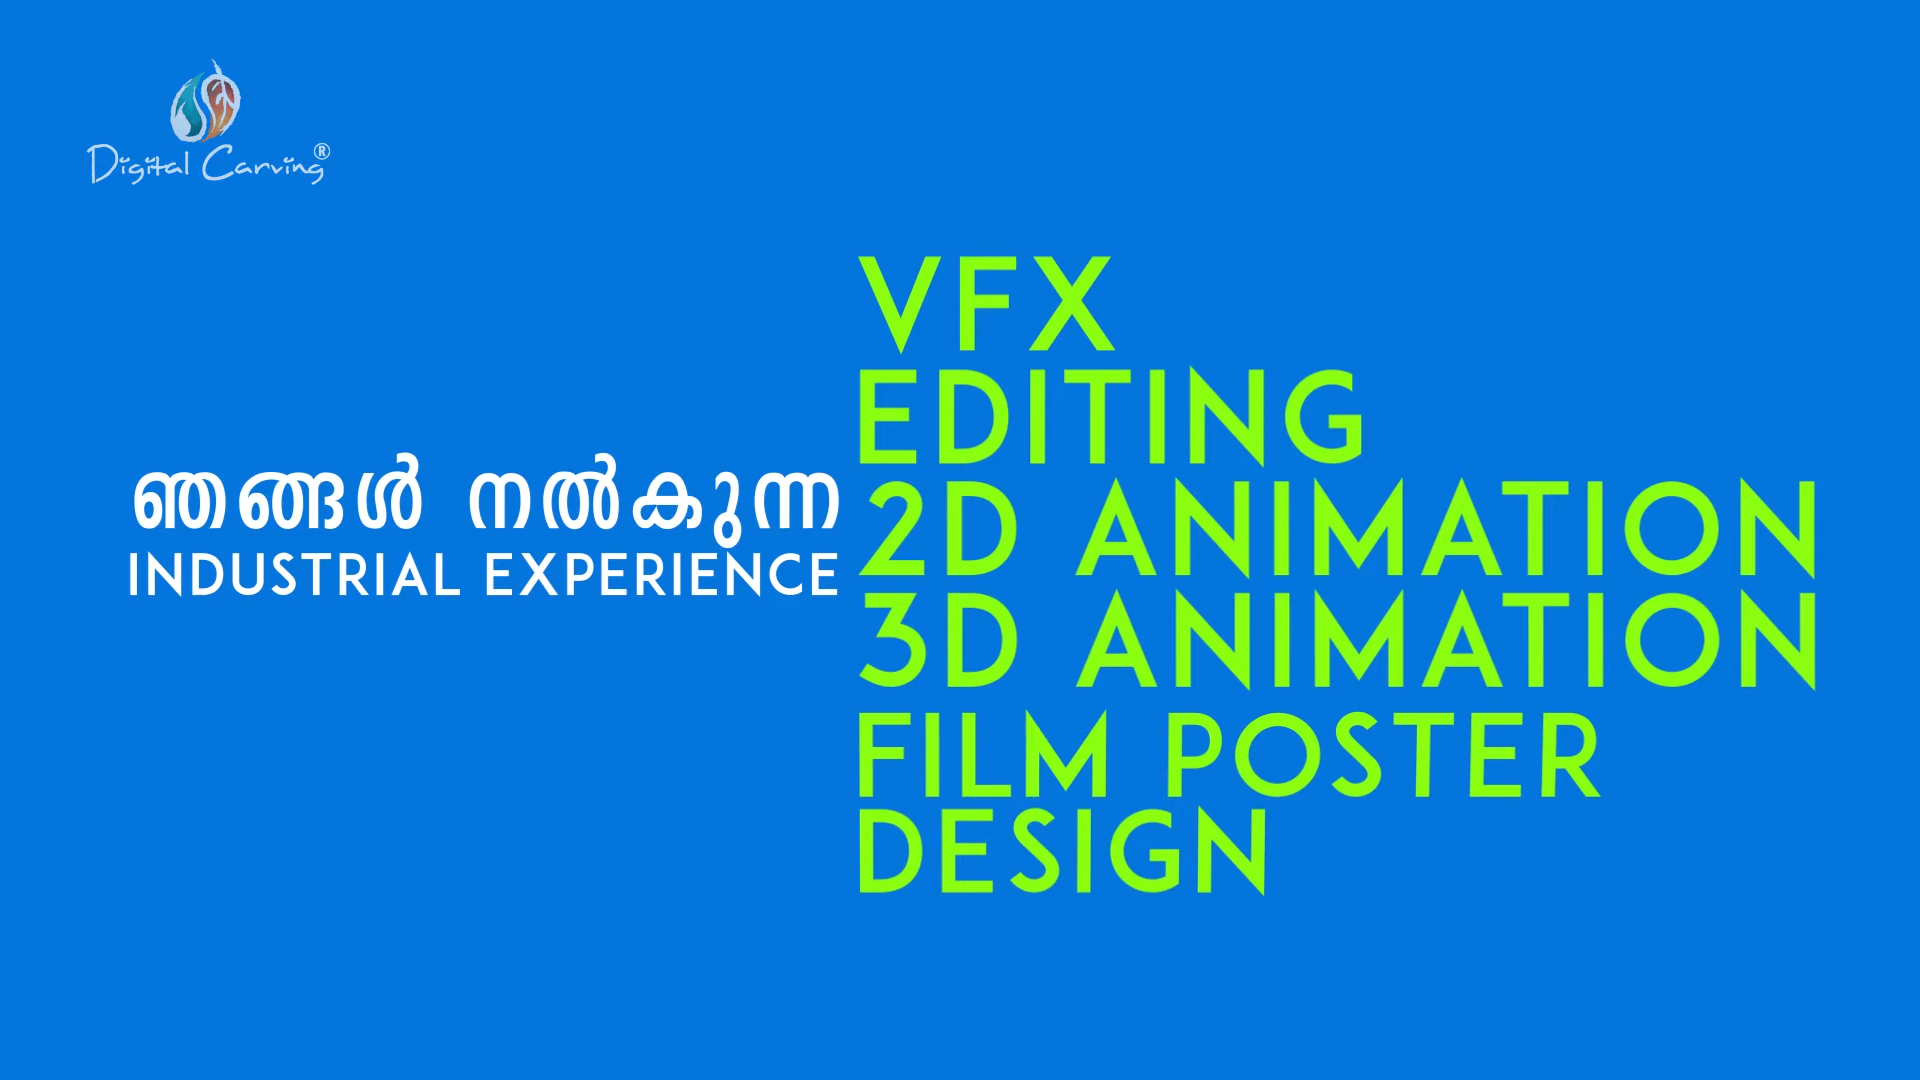 Digital Carving®
ഞങ്ങൾ നൽകുന്ന
INDUSTRIAL EXPERIENCE
VFX
EDITING
2D ANIMATION
3D ANIMATION
FILM POSTER
DESIGN